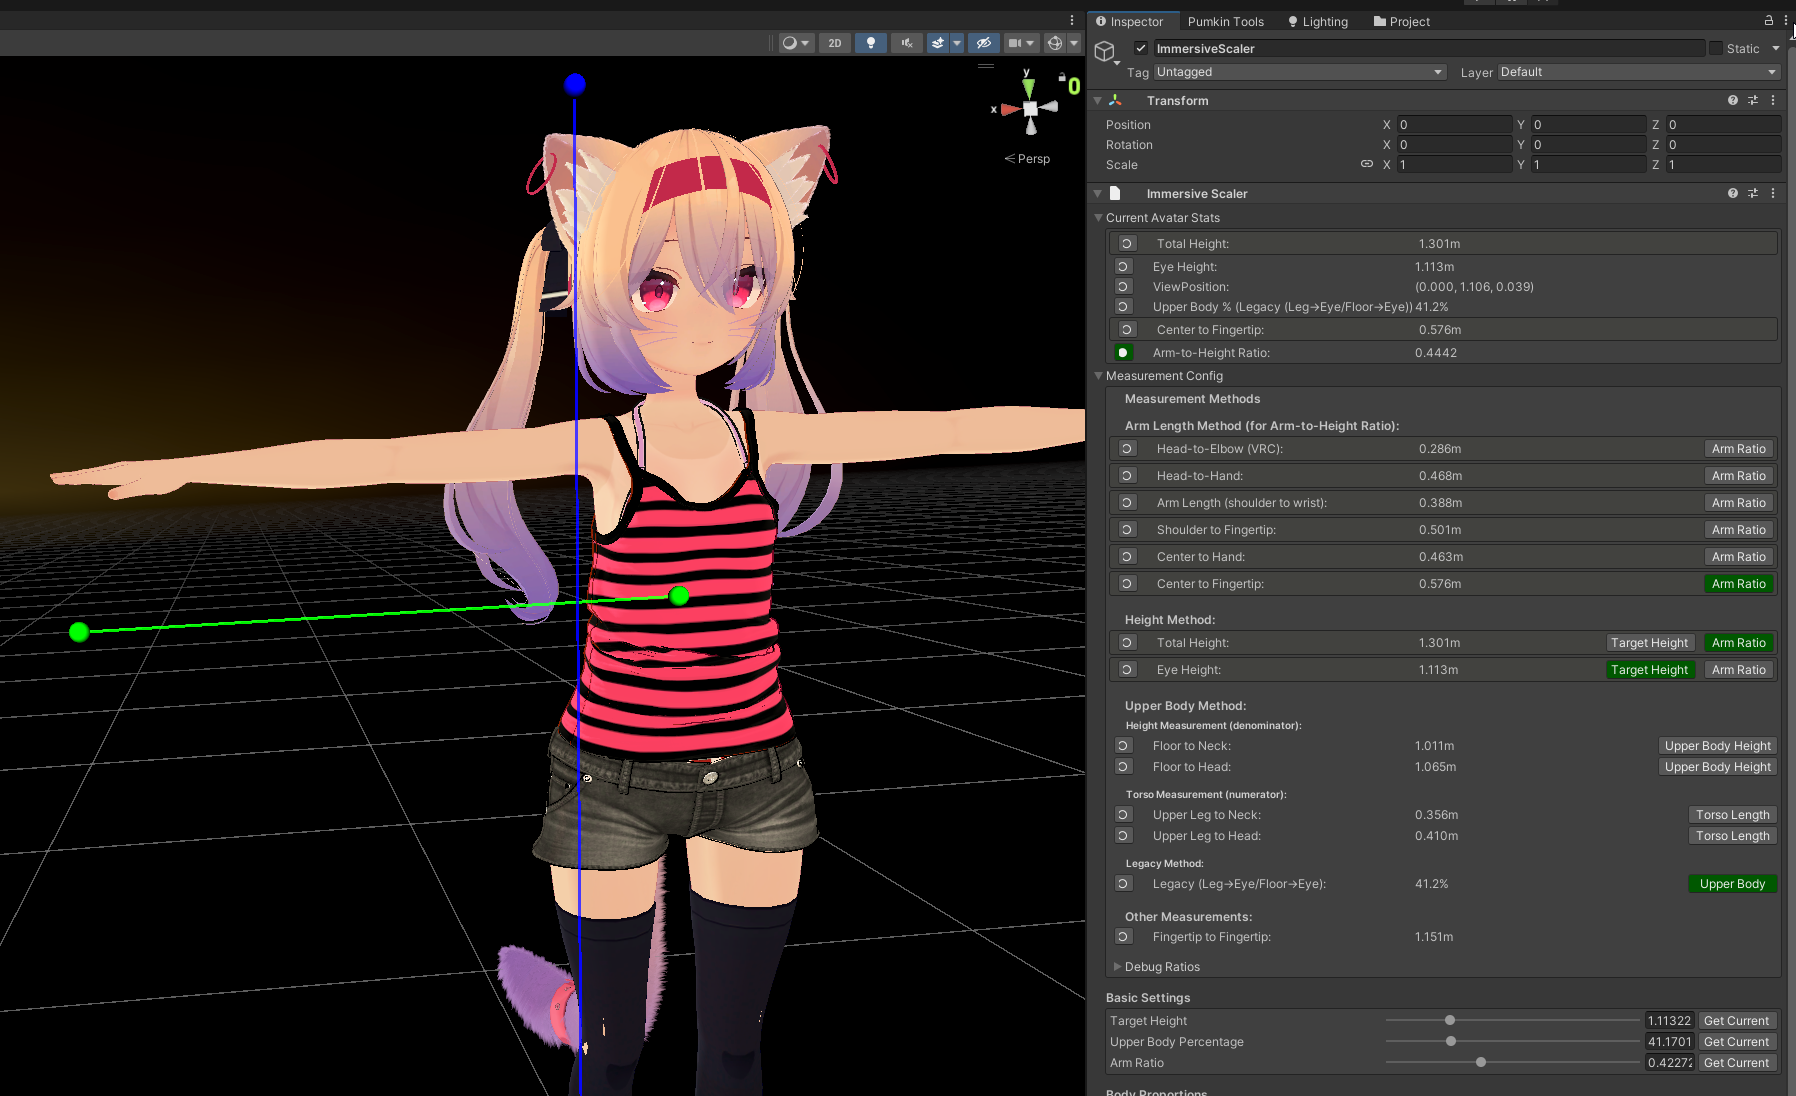 Inspector
Pumkin Tools
Lighting
Project
2D
ImmersiveScaler
Static
Tag Untagged
Layer Default
Transform
Position X 0 Y 0 Z 0
Rotation X 0 Y 0 Z 0
Scale X 1 Y 1 Z 1
y
0
x
Persp
Immersive Scaler
Current Avatar Stats
Total Height: 1.301m
Eye Height: 1.113m
ViewPosition: (0.000, 1.106, 0.039)
Upper Body % (Legacy (Leg→Eye/Floor→Eye)) 41.2%
Center to Fingertip: 0.576m
Arm-to-Height Ratio: 0.4442
Measurement Config
Measurement Methods
Arm Length Method (for Arm-to-Height Ratio):
Head-to-Elbow (VRC): 0.286m Arm Ratio
Head-to-Hand: 0.468m Arm Ratio
Arm Length (shoulder to wrist): 0.388m Arm Ratio
Shoulder to Fingertip: 0.501m Arm Ratio
Center to Hand: 0.463m Arm Ratio
Center to Fingertip: 0.576m Arm Ratio
Height Method:
Total Height: 1.301m Target Height Arm Ratio
Eye Height: 1.113m Target Height Arm Ratio
Upper Body Method:
Height Measurement (denominator):
Floor to Neck: 1.011m Upper Body Height
Floor to Head: 1.065m Upper Body Height
Torso Measurement (numerator):
Upper Leg to Neck: 0.356m Torso Length
Upper Leg to Head: 0.410m Torso Length
Legacy Method:
Legacy (Leg→Eye/Floor→Eye): 41.2% Upper Body
Other Measurements:
Fingertip to Fingertip: 1.151m
Debug Ratios
Basic Settings
Target Height 1.11322 Get Current
Upper Body Percentage 41.1701 Get Current
Arm Ratio 0.42272 Get Current
Body Proportions